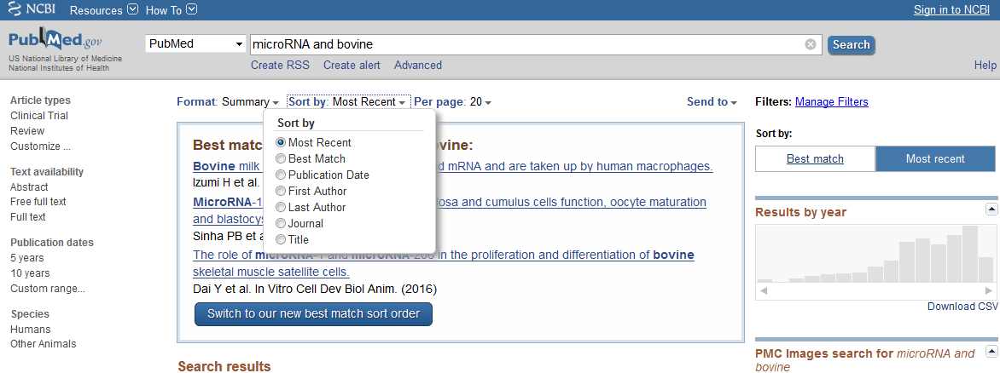 NCBI Resources How To Sign in to NCBI
PubMed.gov
US National Library of Medicine
National Institutes of Health
PubMed
microRNA and bovine
Search
Create RSS Create alert Advanced
Help
Article types
Clinical Trial
Review
Customize ...
Text availability
Abstract
Free full text
Full text
Publication dates
5 years
10 years
Custom range...
Species
Humans
Other Animals
Format: Summary Sort by: Most Recent Per page: 20 Send to
Sort by
Most Recent
Best Match
Publication Date
First Author
Last Author
Journal
Title
Best matc vine:
Bovine milk d mRNA and are taken up by human macrophages.
Izumi H et al.
MicroRNA-1 osa and cumulus cells function, oocyte maturation
and blastocys
Sinha PB et a
The role of microRNA-1 and microRNA-206 in the proliferation and differentiation of bovine
skeletal muscle satellite cells.
Dai Y et al. In Vitro Cell Dev Biol Anim. (2016)
Switch to our new best match sort order
Search results
Filters: Manage Filters
Sort by:
Best match Most recent
Results by year
Download CSV
PMC Images search for microRNA and
bovine